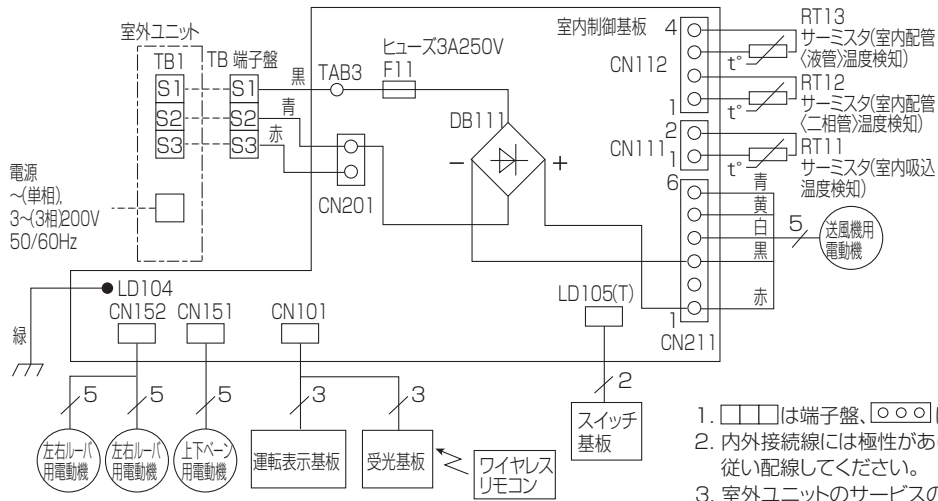 室外ユニット
TB1
TB 端子盤
S1
S2
S3
S1
S2
S3
黒
青
赤
TAB3
ヒューズ3A250V
F11
CN201
DB111
−
+
室内制御基板
4
CN112
1
2
CN111
1
6
1
CN211
RT13
サーミスタ(室内配管
〈液管〉温度検知)
t°
RT12
サーミスタ(室内配管
〈二相管〉温度検知)
t°
RT11
サーミスタ(室内吸込
温度検知)
t°
青
黄
白
黒
赤
5
送風機用
電動機
電源
~(単相),
3~(3相)200V
50/60Hz
LD104
緑
CN152
CN151
CN101
LD105(T)
5
5
5
3
3
2
左右ルーバ
用電動機
左右ルーバ
用電動機
上下ベーン
用電動機
運転表示基板
受光基板
ワイヤレス
リモコン
スイッチ
基板
1. は端子盤、
2. 内外接続線には極性があ
従い配線してください。
3. 室外ユニットのサービスの